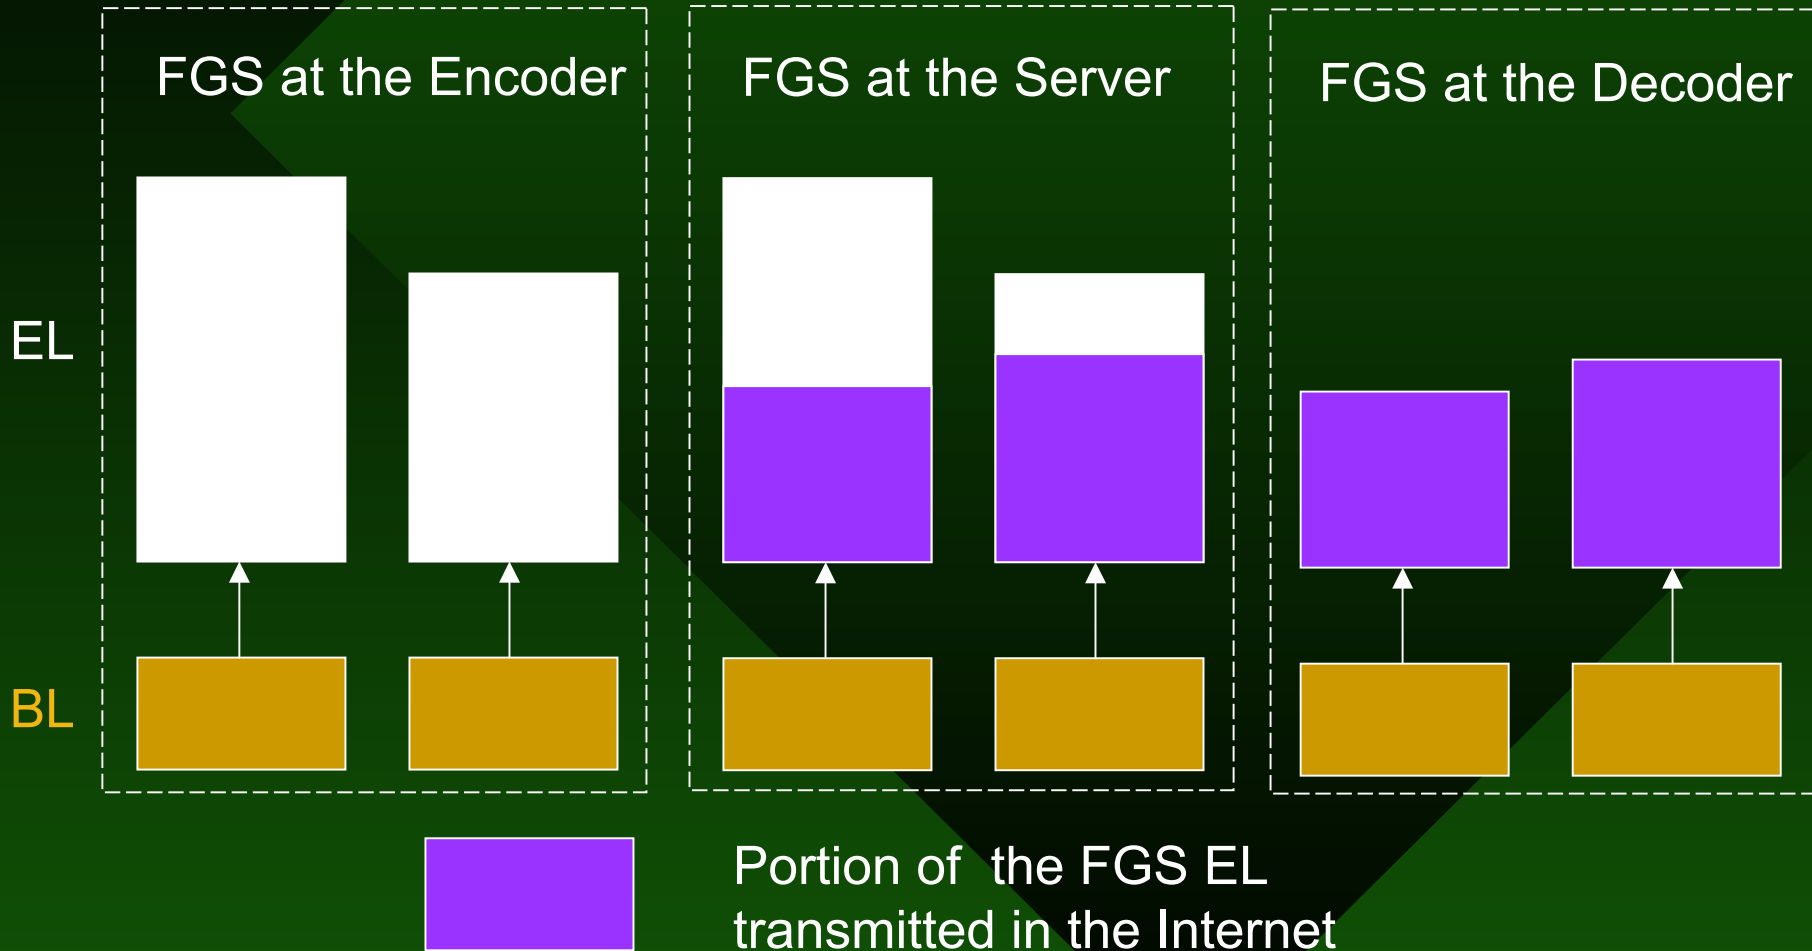 FGS at the Encoder
FGS at the Server
FGS at the Decoder
EL
BL
Portion of  the FGS EL
transmitted in the Internet